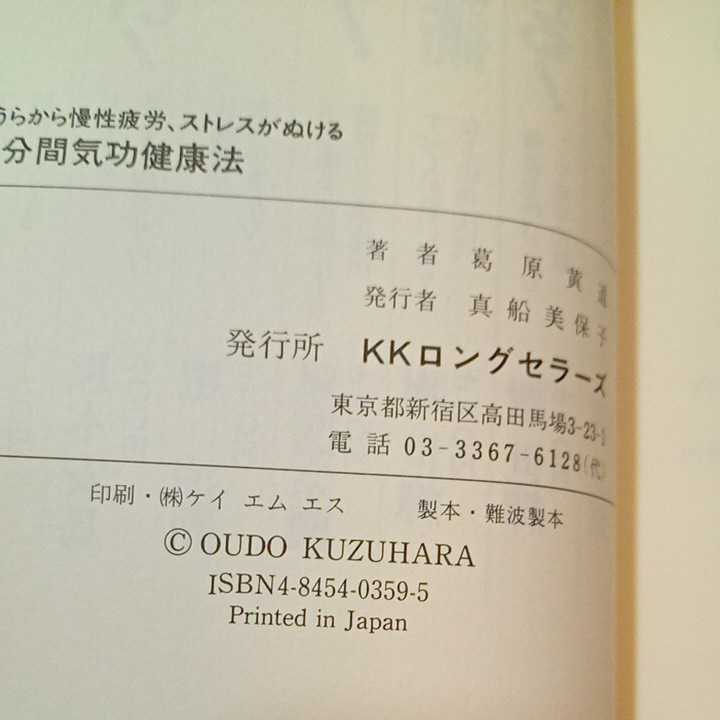 うらから慢性疲労、ストレスがぬける
分間気功健康法
著者 葛原黄道
発行者 真船美保子
発行所 KKロングセラーズ
東京都新宿区高田馬場3-23-
電話 03-3367-6128(代)
印刷・(株)ケイ エム エス 製本・難波製本
© OUDO KUZUHARA
ISBN4-8454-0359-5
Printed in Japan